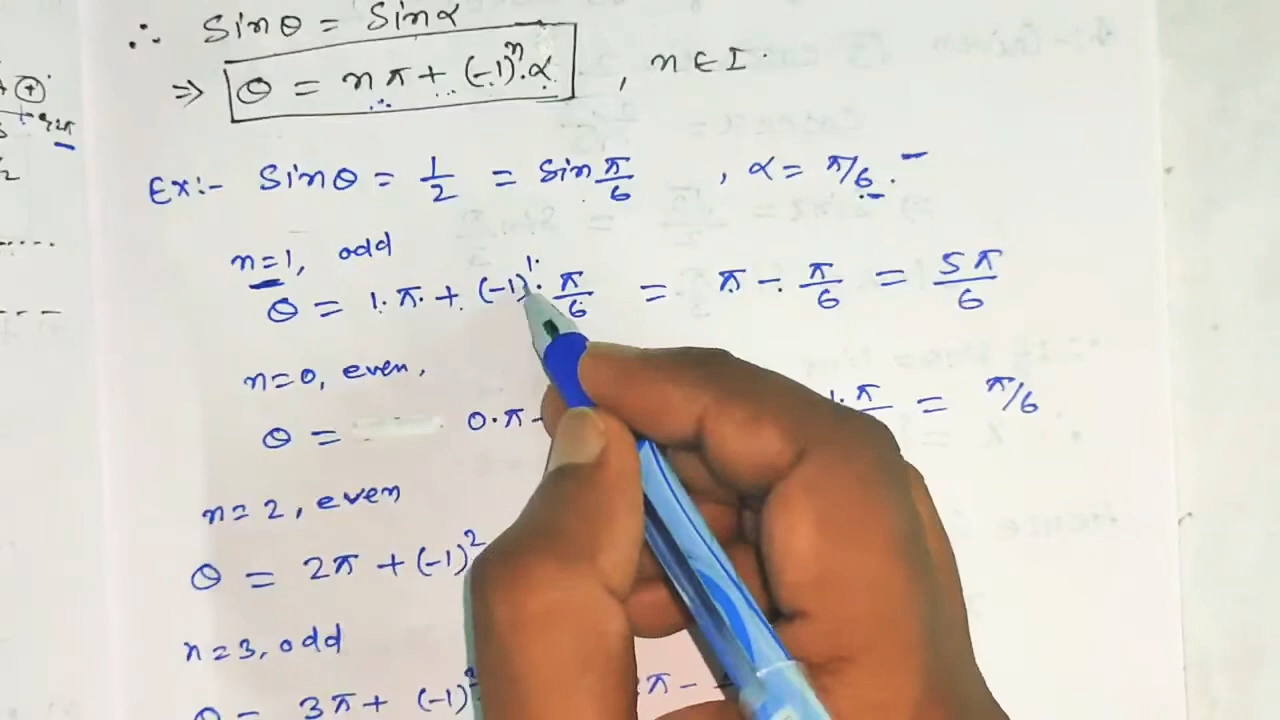 ∴ Sinθ = Sinα
⇒ θ = nπ + (-1)ⁿ.α , n ∈ I.
Ex:- Sinθ = 1/2 = Sin π/6 , α = π/6.
n=1, odd
θ = 1.π + (-1)¹. π/6 = π - π/6 = 5π/6
n=0, even,
θ = 0.π = π/6
n=2, even
θ = 2π + (-1)²
n=3, odd
θ = 3π + (-1) π -